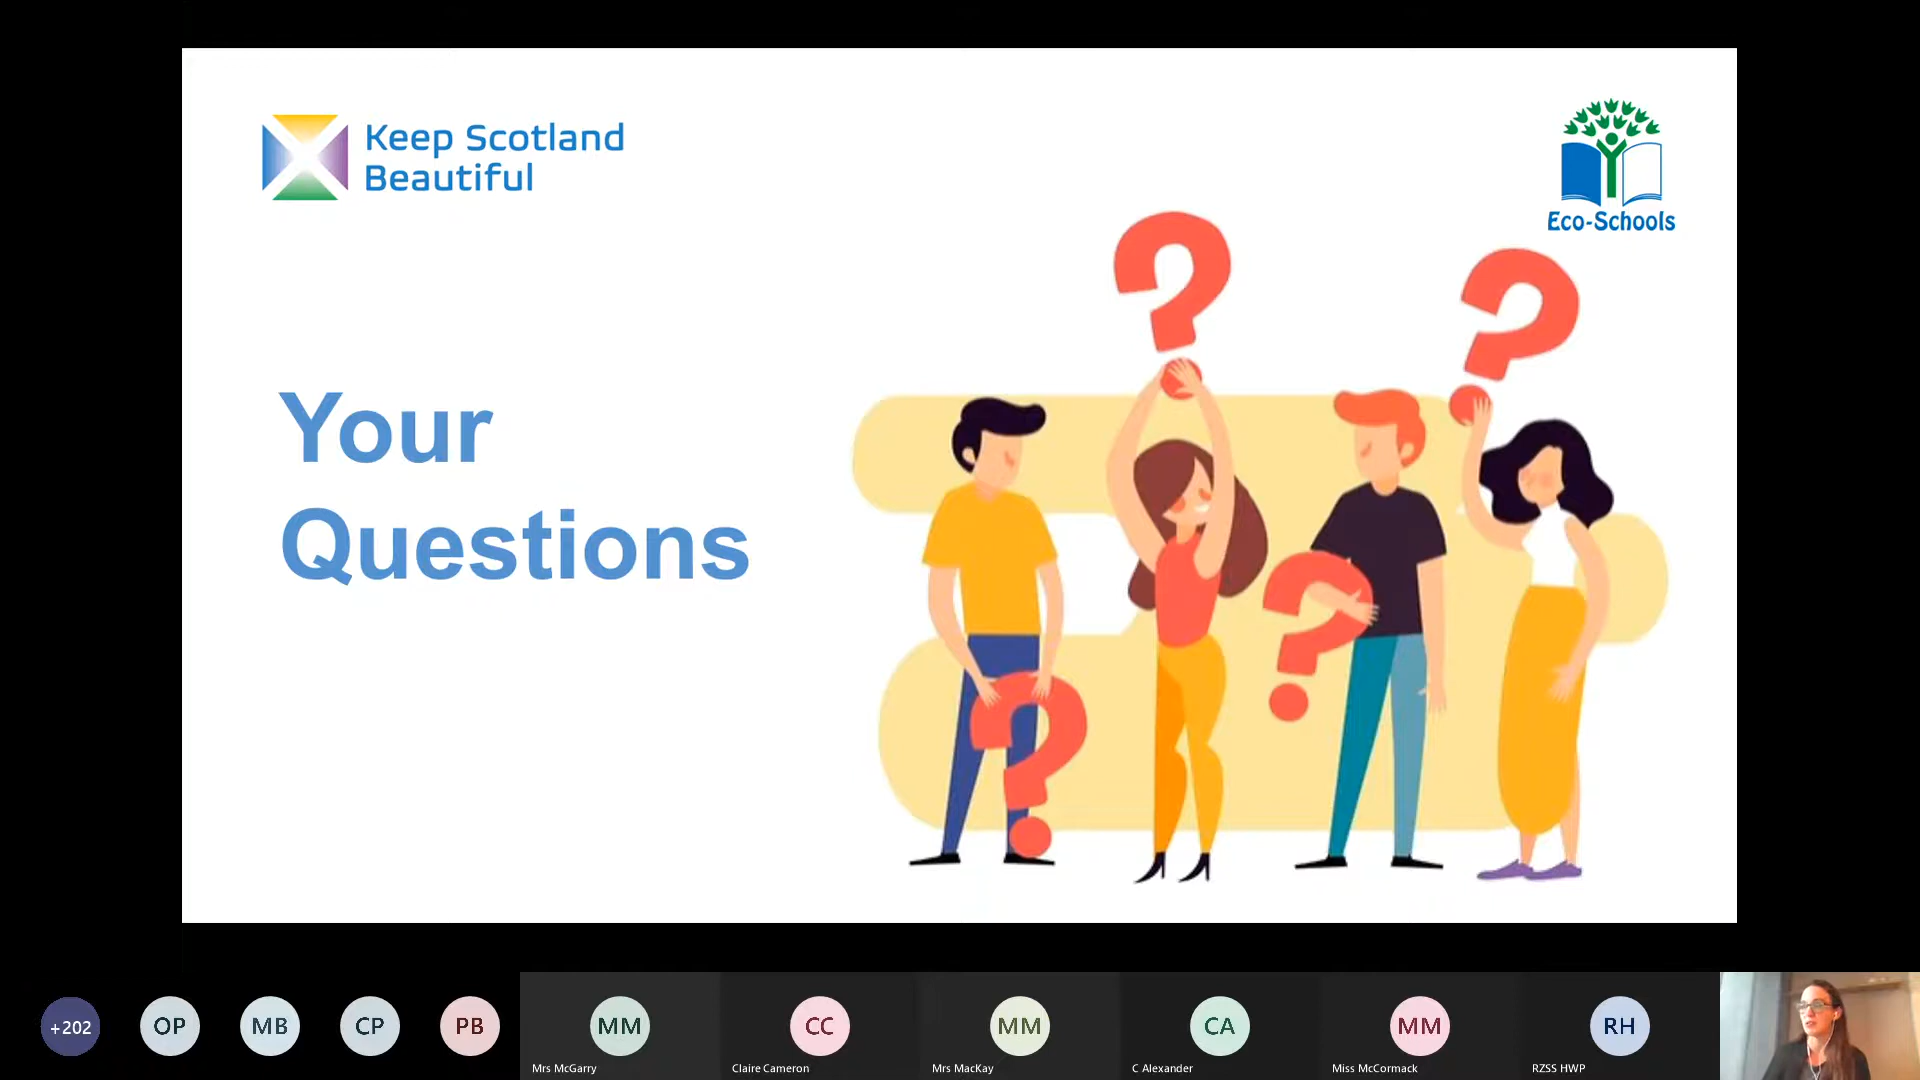 Keep Scotland
Beautiful
Eco-Schools
?
?
Your
Questions
?
?
+202
OP
MB
CP
PB
MM
CC
MM
CA
MM
RH
Mrs McGarry
Claire Cameron
Mrs MacKay
C Alexander
Miss McCormack
RZSS HWP